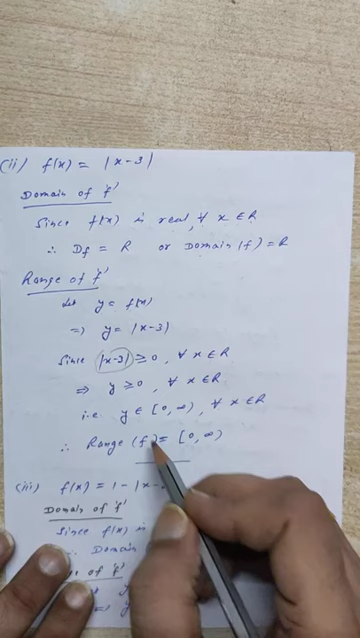 (ii) f(x) = |x-3|
Domain of 'f'
Since f(x) is real, ∀ x ∈ R
∴ Df = R or Domain (f) = R
Range of 'f'
Let y = f(x)
=> y = |x-3|
Since |x-3| ≥ 0, ∀ x ∈ R
=> y ≥ 0, ∀ x ∈ R
i.e. y ∈ [0, ∞), ∀ x ∈ R
∴ Range (f) = [0, ∞)
(iii) f(x) = 1 - |x-
Domain of 'f'
Since f(x) is
∴ Domain
of 'f'